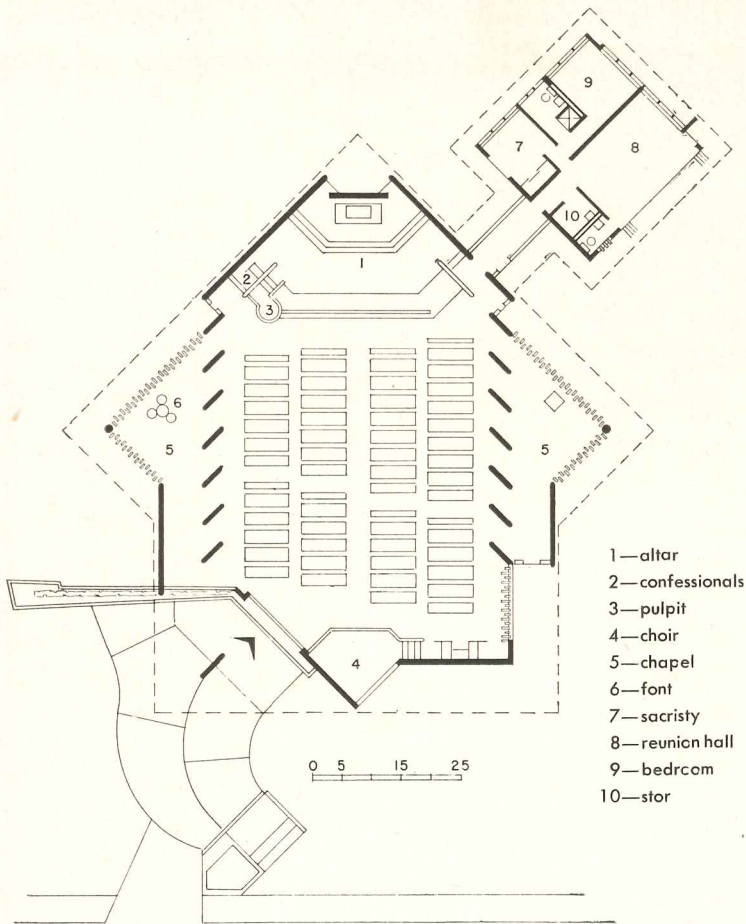 9
8
7
10
1
2
3
6
5
5
4
0 5 15 25
1—altar
2—confessionals
3—pulpit
4—choir
5—chapel
6—font
7—sacristy
8—reunion hall
9—bedroom
10—stor